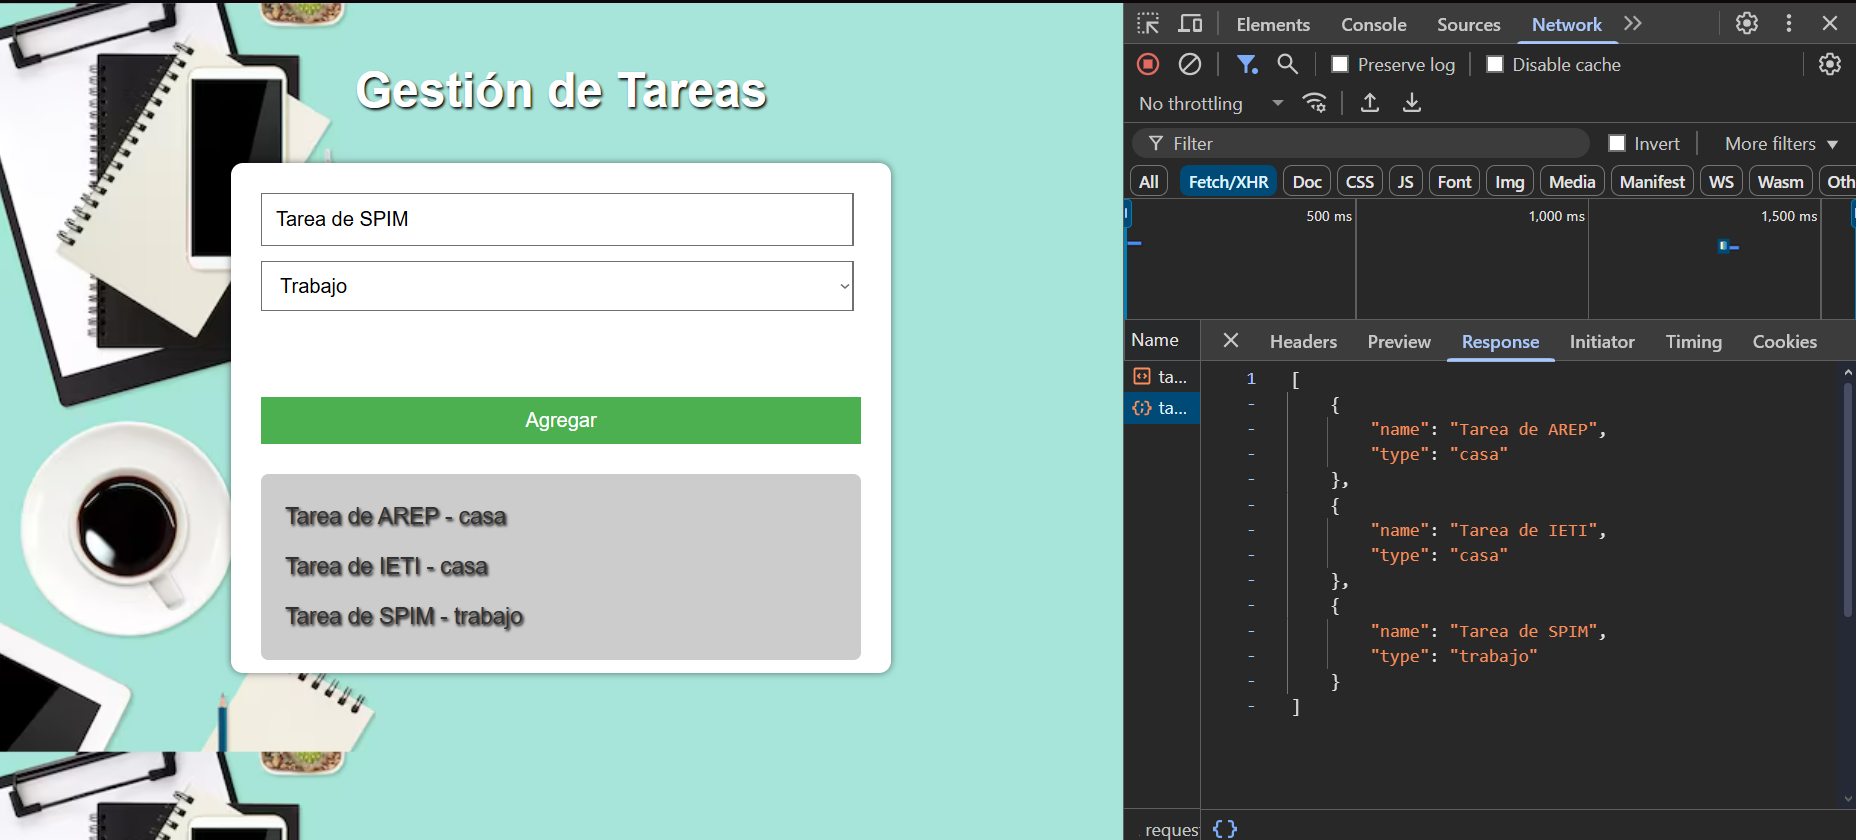 Gestión de Tareas
Tarea de SPIM
Trabajo
Agregar
Tarea de AREP - casa
Tarea de IETI - casa
Tarea de SPIM - trabajo
Elements Console Sources Network
Preserve log Disable cache
No throttling
Filter Invert More filters
All Fetch/XHR Doc CSS JS Font Img Media Manifest WS Wasm Oth
500 ms 1,000 ms 1,500 ms
Name Headers Preview Response Initiator Timing Cookies
ta...
ta...
1 [
- {
- "name": "Tarea de AREP",
- "type": "casa"
- },
- {
- "name": "Tarea de IETI",
- "type": "casa"
- },
- {
- "name": "Tarea de SPIM",
- "type": "trabajo"
- }
- ]
reques {}